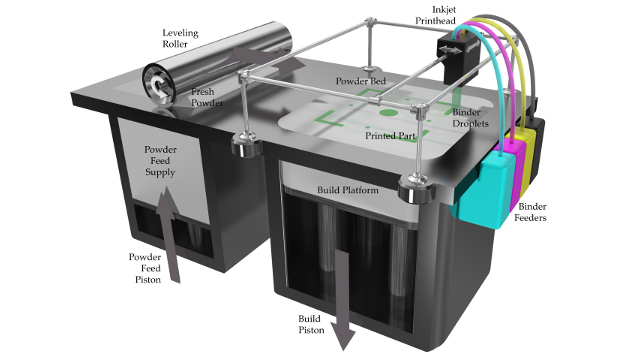 Inkjet
Printhead
Leveling
Roller
Powder Bed
Fresh
Powder
Binder
Droplets
Printed Part
Powder
Feed
Supply
Build Platform
Binder
Feeders
Powder
Feed
Piston
Build
Piston